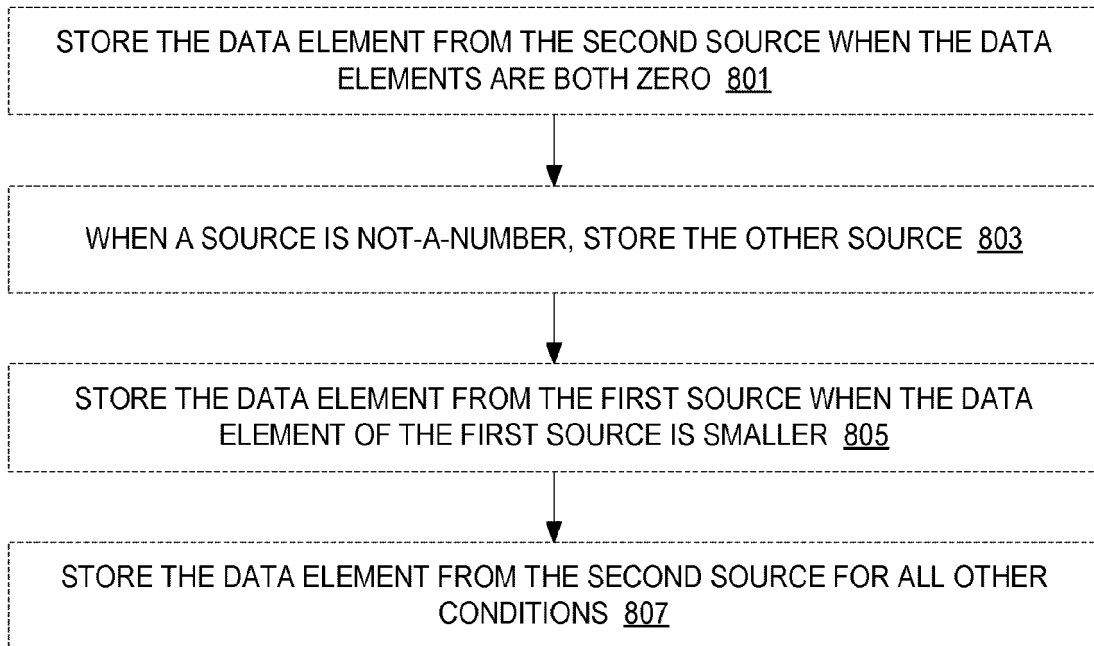 STORE THE DATA ELEMENT FROM THE SECOND SOURCE WHEN THE DATA
ELEMENTS ARE BOTH ZERO 801
WHEN A SOURCE IS NOT-A-NUMBER, STORE THE OTHER SOURCE 803
STORE THE DATA ELEMENT FROM THE FIRST SOURCE WHEN THE DATA
ELEMENT OF THE FIRST SOURCE IS SMALLER 805
STORE THE DATA ELEMENT FROM THE SECOND SOURCE FOR ALL OTHER
CONDITIONS 807